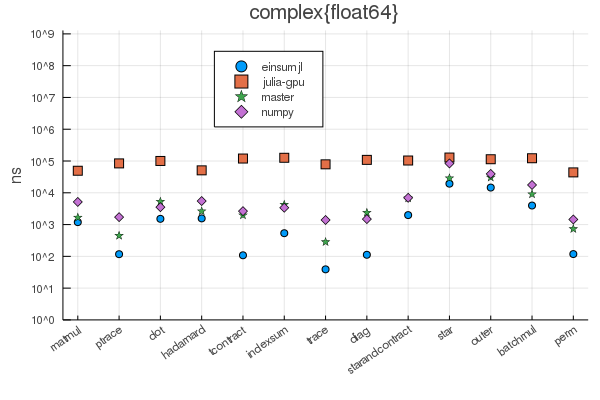 complex{float64}
10^9
10^8
10^7
10^6
10^5
10^4
10^3
10^2
10^1
10^0
ns
einsum jl
julia-gpu
master
numpy
matmul
ptrace
dot
hadamard
tcontract
indexsum
trace
diag
starandcontract
star
outer
batchmul
perm